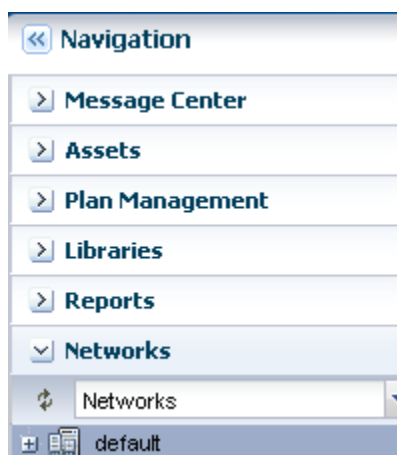 Navigation
Message Center
Assets
Plan Management
Libraries
Reports
Networks
Networks
default